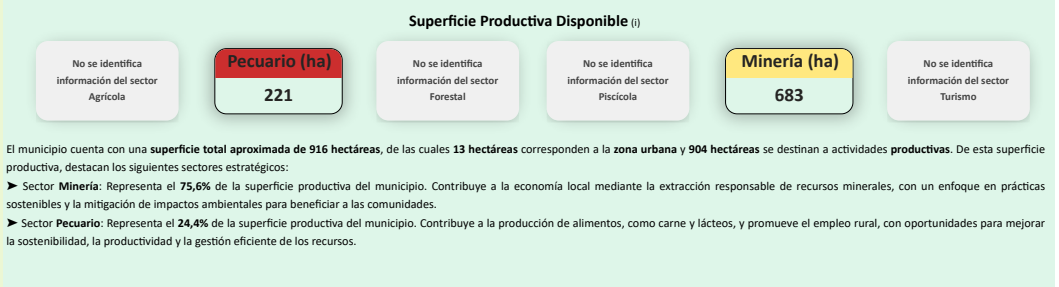 Superficie Productiva Disponible (i)
No se identifica
información del sector
Agrícola
Pecuario (ha)
221
No se identifica
información del sector
Forestal
No se identifica
información del sector
Piscícola
Minería (ha)
683
No se identifica
información del sector
Turismo
El municipio cuenta con una superficie total aproximada de 916 hectáreas, de las cuales 13 hectáreas corresponden a la zona urbana y 904 hectáreas se destinan a actividades productivas. De esta superficie
productiva, destacan los siguientes sectores estratégicos:
➤ Sector Minería: Representa el 75,6% de la superficie productiva del municipio. Contribuye a la economía local mediante la extracción responsable de recursos minerales, con un enfoque en prácticas
sostenibles y la mitigación de impactos ambientales para beneficiar a las comunidades.
➤ Sector Pecuario: Representa el 24,4% de la superficie productiva del municipio. Contribuye a la producción de alimentos, como carne y lácteos, y promueve el empleo rural, con oportunidades para mejorar
la sostenibilidad, la productividad y la gestión eficiente de los recursos.